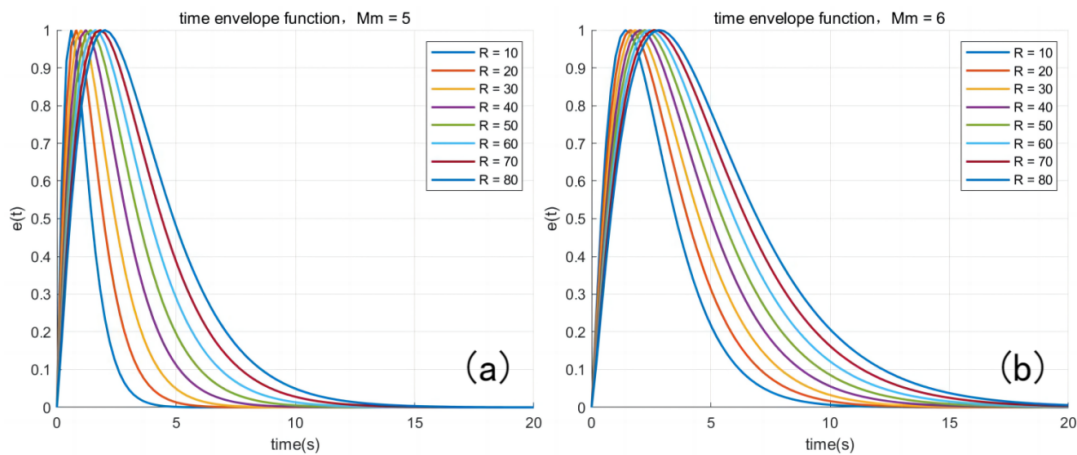 time envelope function，Mm = 5
1
0.9
0.8
0.7
0.6
0.5
0.4
0.3
0.2
0.1
0
e(t)
R = 10
R = 20
R = 30
R = 40
R = 50
R = 60
R = 70
R = 80
（a）
0
5
10
15
20
time(s)
time envelope function，Mm = 6
1
0.9
0.8
0.7
0.6
0.5
0.4
0.3
0.2
0.1
0
e(t)
R = 10
R = 20
R = 30
R = 40
R = 50
R = 60
R = 70
R = 80
（b）
0
5
10
15
20
time(s)